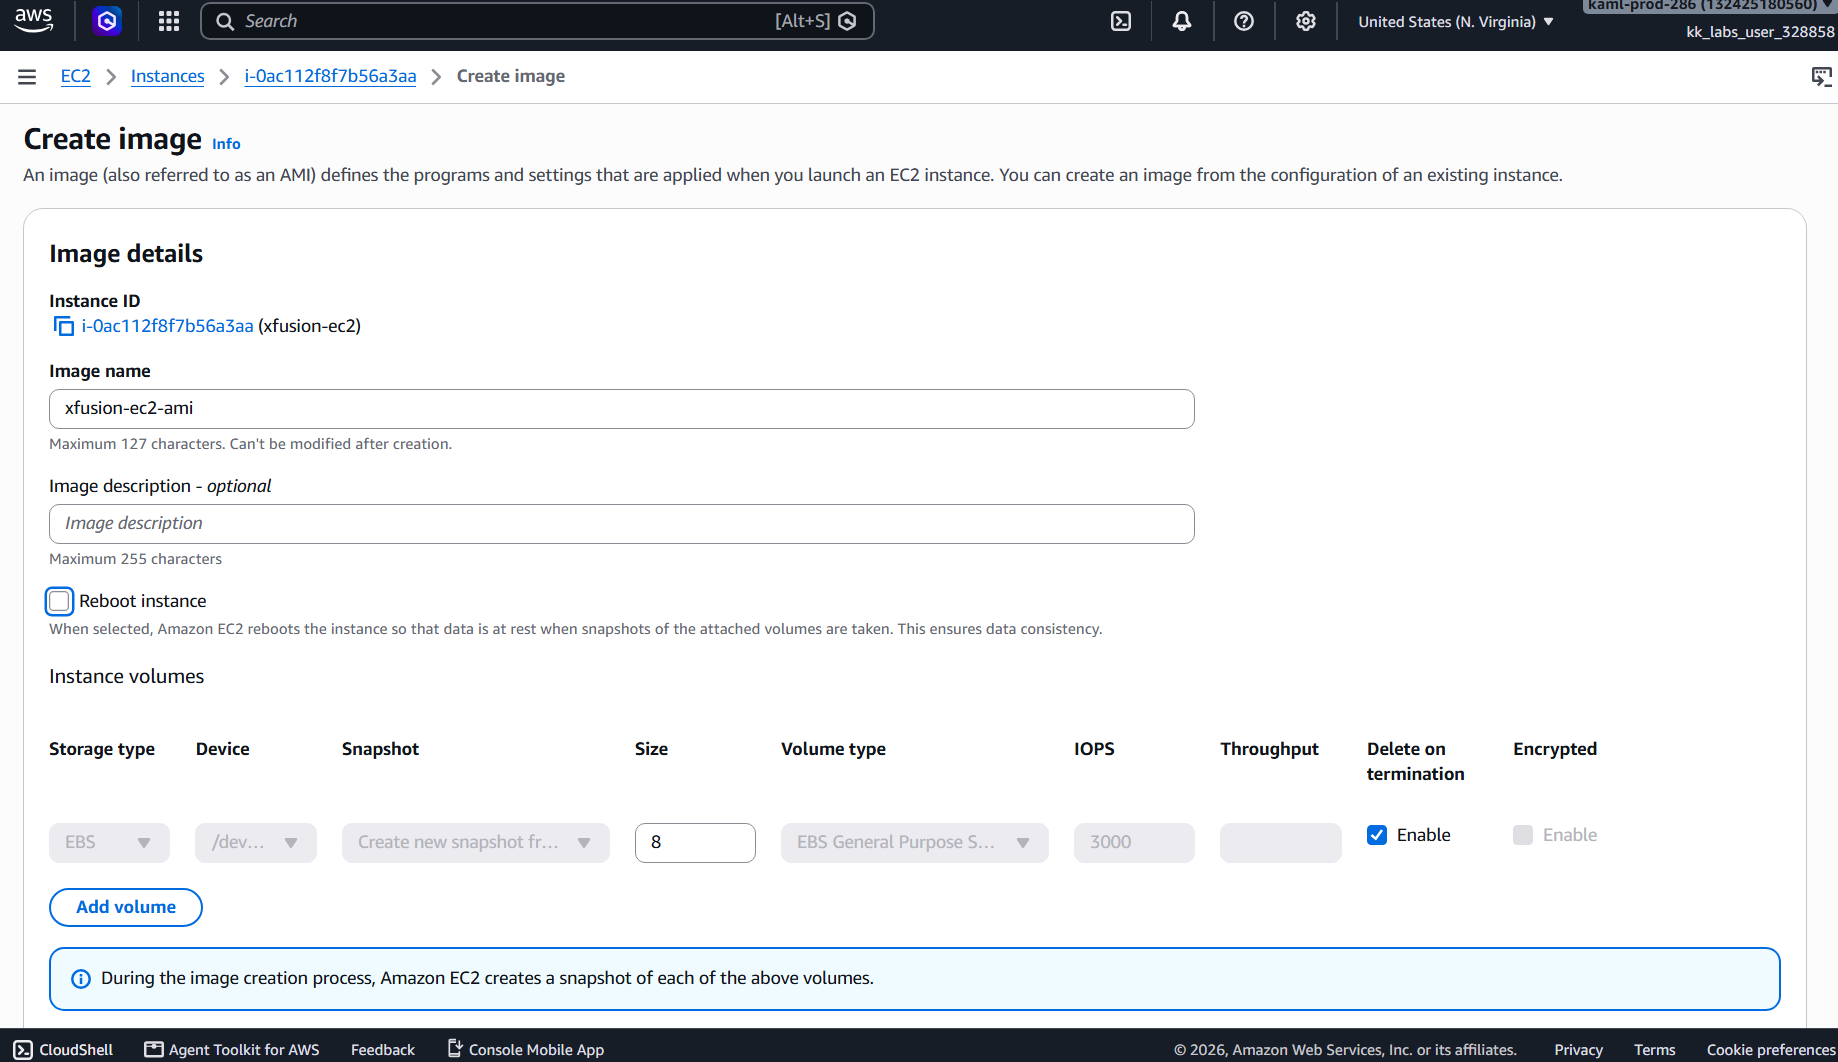 aws
Search [Alt+S]
United States (N. Virginia)
kaml-prod-286 (132425180560)
kk_labs_user_328858
EC2 Instances i-0ac112f8f7b56a3aa Create image
Create image Info
An image (also referred to as an AMI) defines the programs and settings that are applied when you launch an EC2 instance. You can create an image from the configuration of an existing instance.
Image details
Instance ID
i-0ac112f8f7b56a3aa (xfusion-ec2)
Image name
xfusion-ec2-ami
Maximum 127 characters. Can't be modified after creation.
Image description - optional
Image description
Maximum 255 characters
Reboot instance
When selected, Amazon EC2 reboots the instance so that data is at rest when snapshots of the attached volumes are taken. This ensures data consistency.
Instance volumes
Storage type Device Snapshot Size Volume type IOPS Throughput Delete on termination Encrypted
EBS /dev... Create new snapshot fr... 8 EBS General Purpose S... 3000 Enable Enable
Add volume
During the image creation process, Amazon EC2 creates a snapshot of each of the above volumes.
CloudShell Agent Toolkit for AWS Feedback Console Mobile App © 2026, Amazon Web Services, Inc. or its affiliates. Privacy Terms Cookie preferences